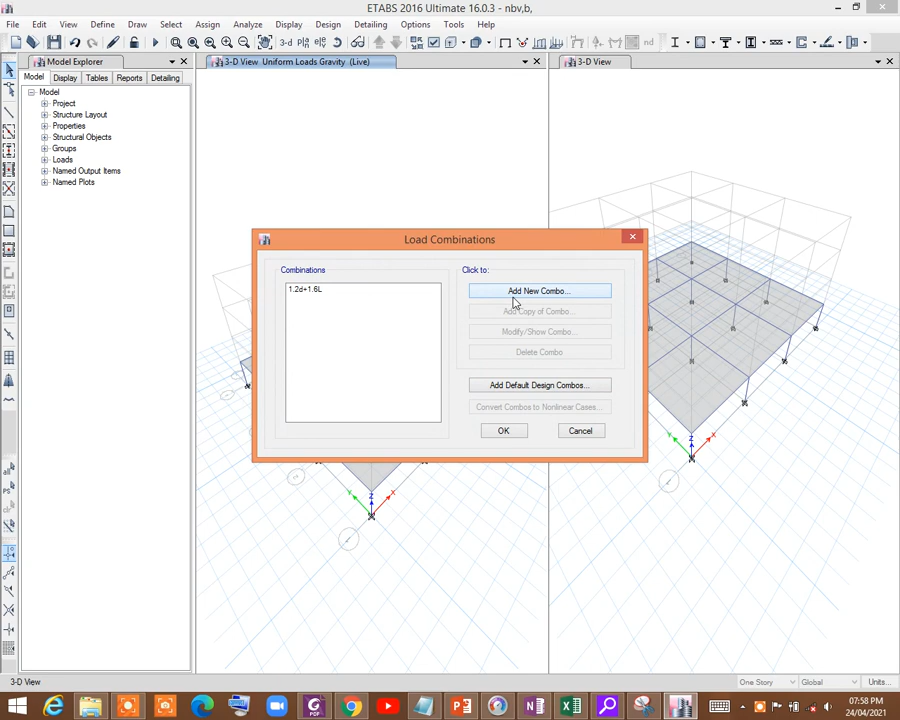 ETABS 2016 Ultimate 16.0.3 - nbv,b,
File Edit View Define Draw Select Assign Analyze Display Design Detailing Options Tools Help
3-d nd
Model Explorer
Model Display Tables Reports Detailing
Model
Project
Structure Layout
Properties
Structural Objects
Groups
Loads
Named Output Items
Named Plots
3-D View Uniform Loads Gravity (Live)
3-D View
Load Combinations
Combinations
1.2d+1.6L
Click to:
Add New Combo...
Add Copy of Combo...
Modify/Show Combo...
Delete Combo
Add Default Design Combos...
Convert Combos to Nonlinear Cases...
OK Cancel
Y Z X
Y Z X
3-D View
One Story Global Units...
07:58 PM
24/04/2021